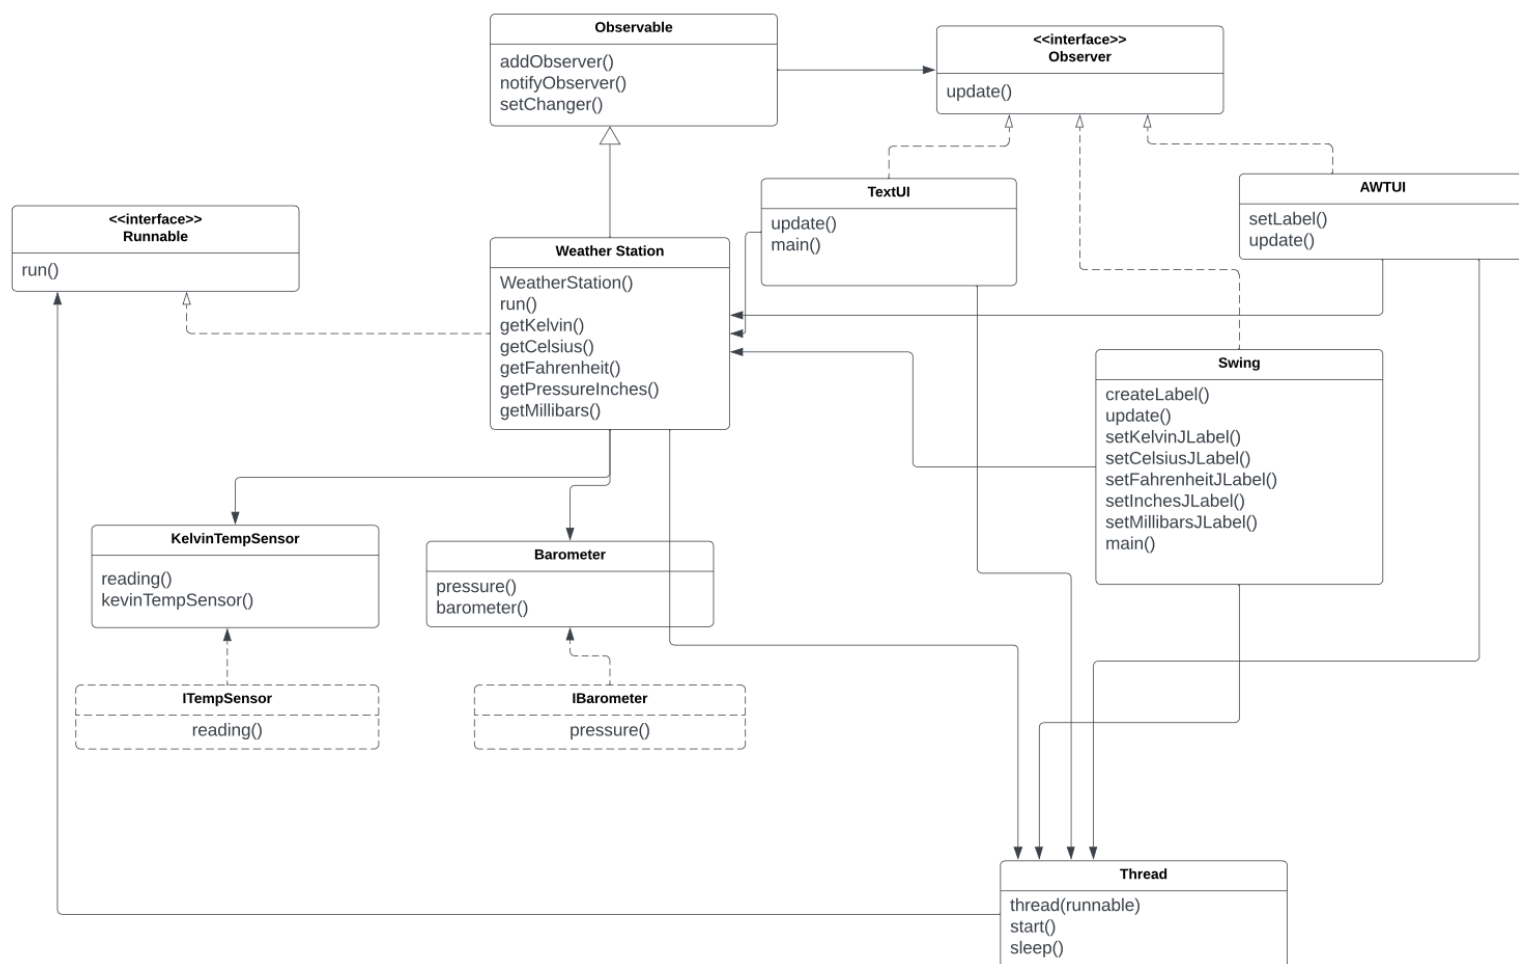 Observable
addObserver()
notifyObserver()
setChanger()
<<interface>>
Observer
update()
<<interface>>
Runnable
run()
Weather Station
WeatherStation()
run()
getKelvin()
getCelsius()
getFahrenheit()
getPressureInches()
getMillibars()
TextUI
update()
main()
AWTUI
setLabel()
update()
Swing
createLabel()
update()
setKelvinJLabel()
setCelsiusJLabel()
setFahrenheitJLabel()
setInchesJLabel()
setMillibarsJLabel()
main()
KelvinTempSensor
reading()
kevinTempSensor()
Barometer
pressure()
barometer()
ITempSensor
reading()
IBarometer
pressure()
Thread
thread(runnable)
start()
sleep()